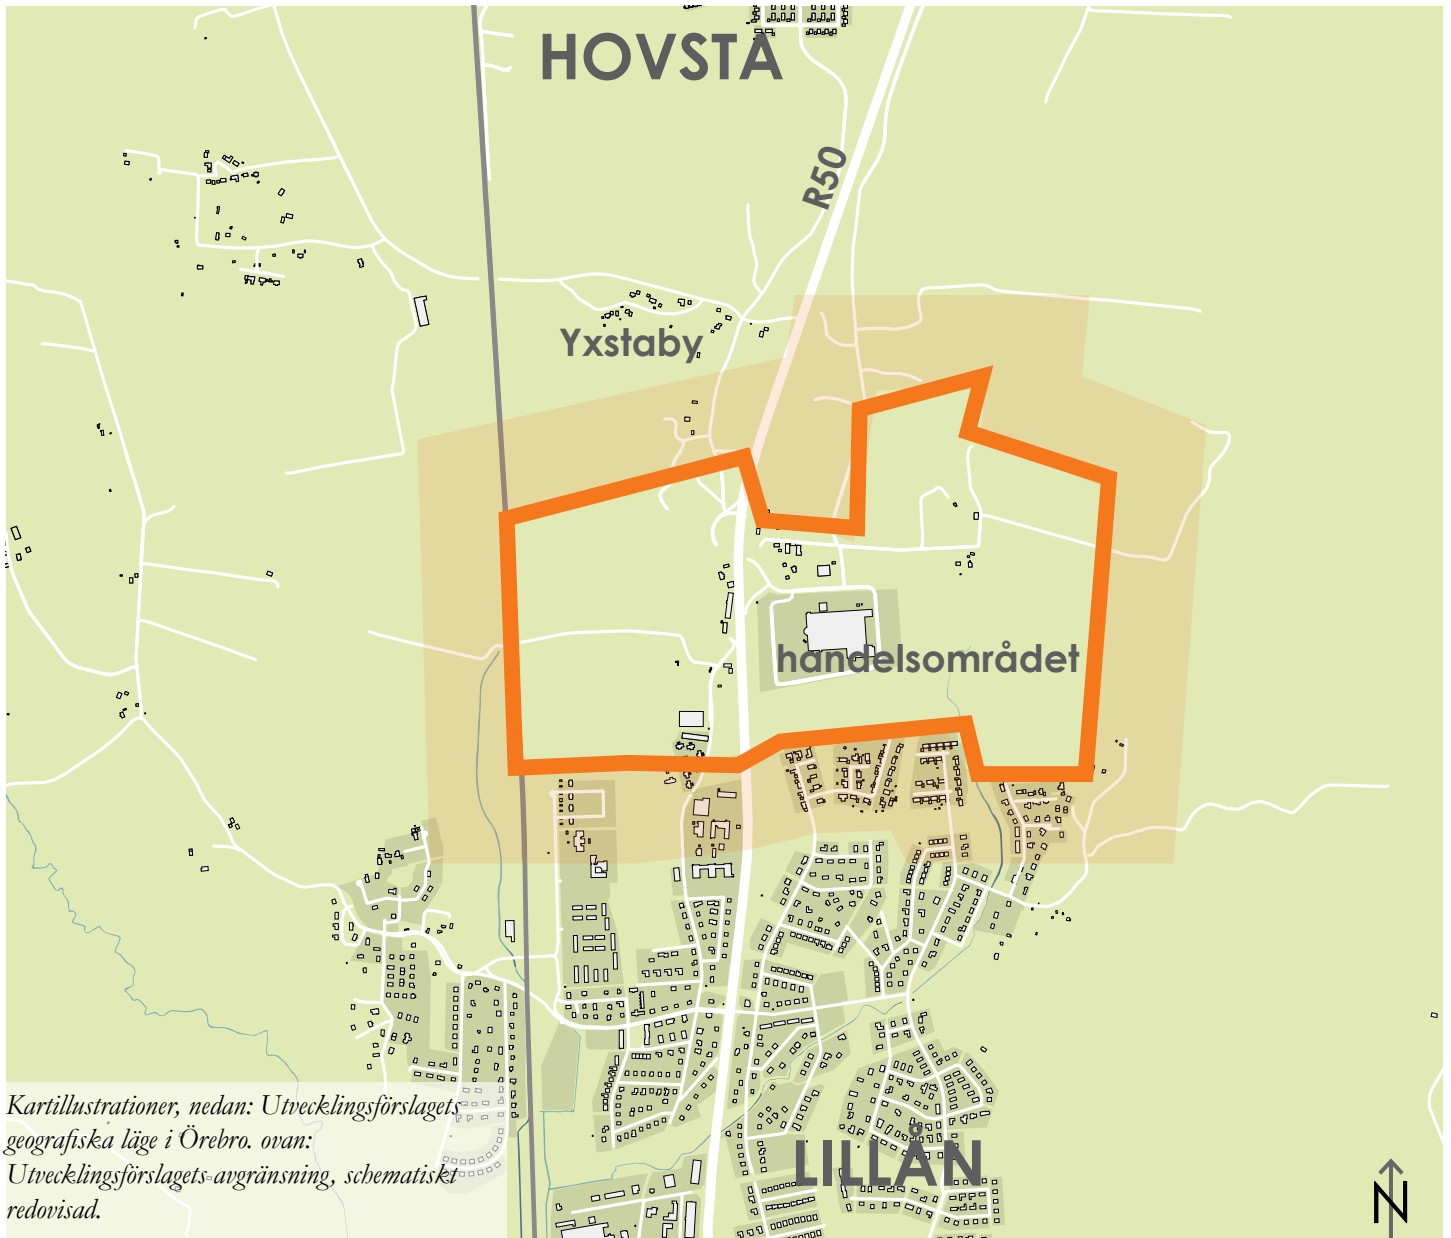 HOVSTA
R50
Yxstaby
handelsområdet
Kartillustrationer, nedan: Utvecklingsförslagets
geografiska läge i Örebro. ovan:
Utvecklingsförslagets avgränsning, schematiskt
redovisad.
LILLÅN
N